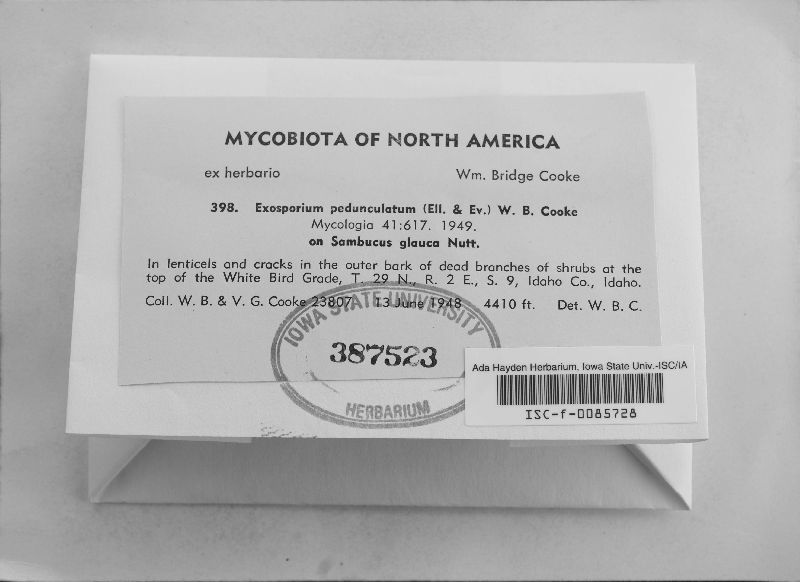 MYCOBIOTA OF NORTH AMERICA
ex herbario Wm. Bridge Cooke
398. Exosporium pedunculatum (Ell. & Ev.) W. B. Cooke
Mycologia 41:617. 1949.
on Sambucus glauca Nutt.
In lenticels and cracks in the outer bark of dead branches of shrubs at the
top of the White Bird Grade, T. 29 N., R. 2 E., S. 9, Idaho Co., Idaho.
Coll. W. B. & V. G. Cooke 23807 13 June 1948 4410 ft. Det. W. B. C.
IOWA STATE UNIVERSITY
387523
HERBARIUM
Ada Hayden Herbarium, Iowa State Univ.-ISC/IA
ISC-f-0085728